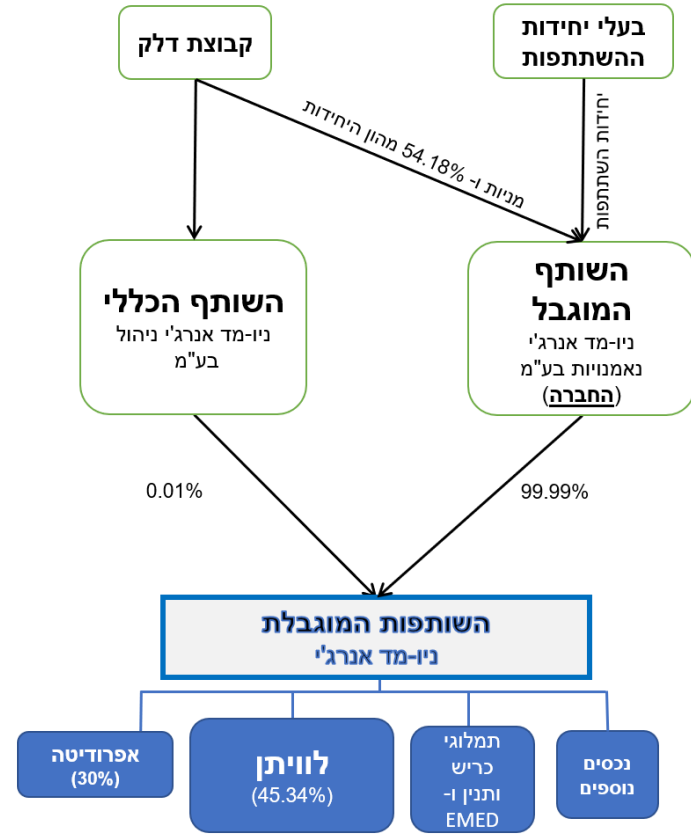 קבוצת דלק
בעלי יחידות
ההשתתפות
מניות ו- 54.18% מהון היחידות
יחידות השתתפות
השותף הכללי
ניו-מד אנרג'י ניהול
בע"מ
השותף
המוגבל
ניו-מד אנרג'י
נאמנויות בע"מ
(החברה)
0.01%
99.99%
השותפות המוגבלת
ניו-מד אנרג'י
אפרודיטה
(30%)
לוויתן
(45.34%)
תמלוגי
כריש
ותנין ו-
EMED
נכסים
נוספים